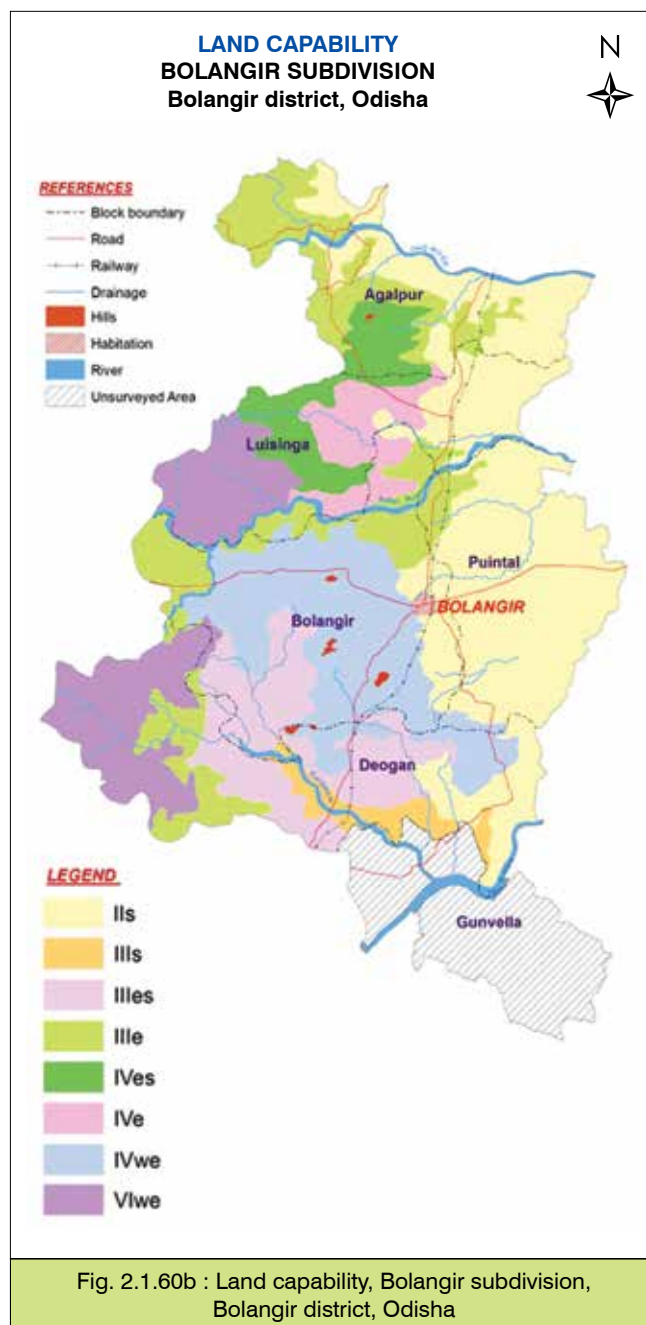 LAND CAPABILITY
BOLANGIR SUBDIVISION
Bolangir district, Odisha
N
REFERENCES
Block boundary
Road
Railway
Drainage
Hills
Habitation
River
Unsurveyed Area
Agalpur
Luisinga
Puintal
BOLANGIR
Bolangir
Deogan
Gunvella
LEGEND
IIs
IIIs
IIIes
IIIe
IVes
IVe
IVwe
VIwe
Fig. 2.1.60b : Land capability, Bolangir subdivision,
Bolangir district, Odisha